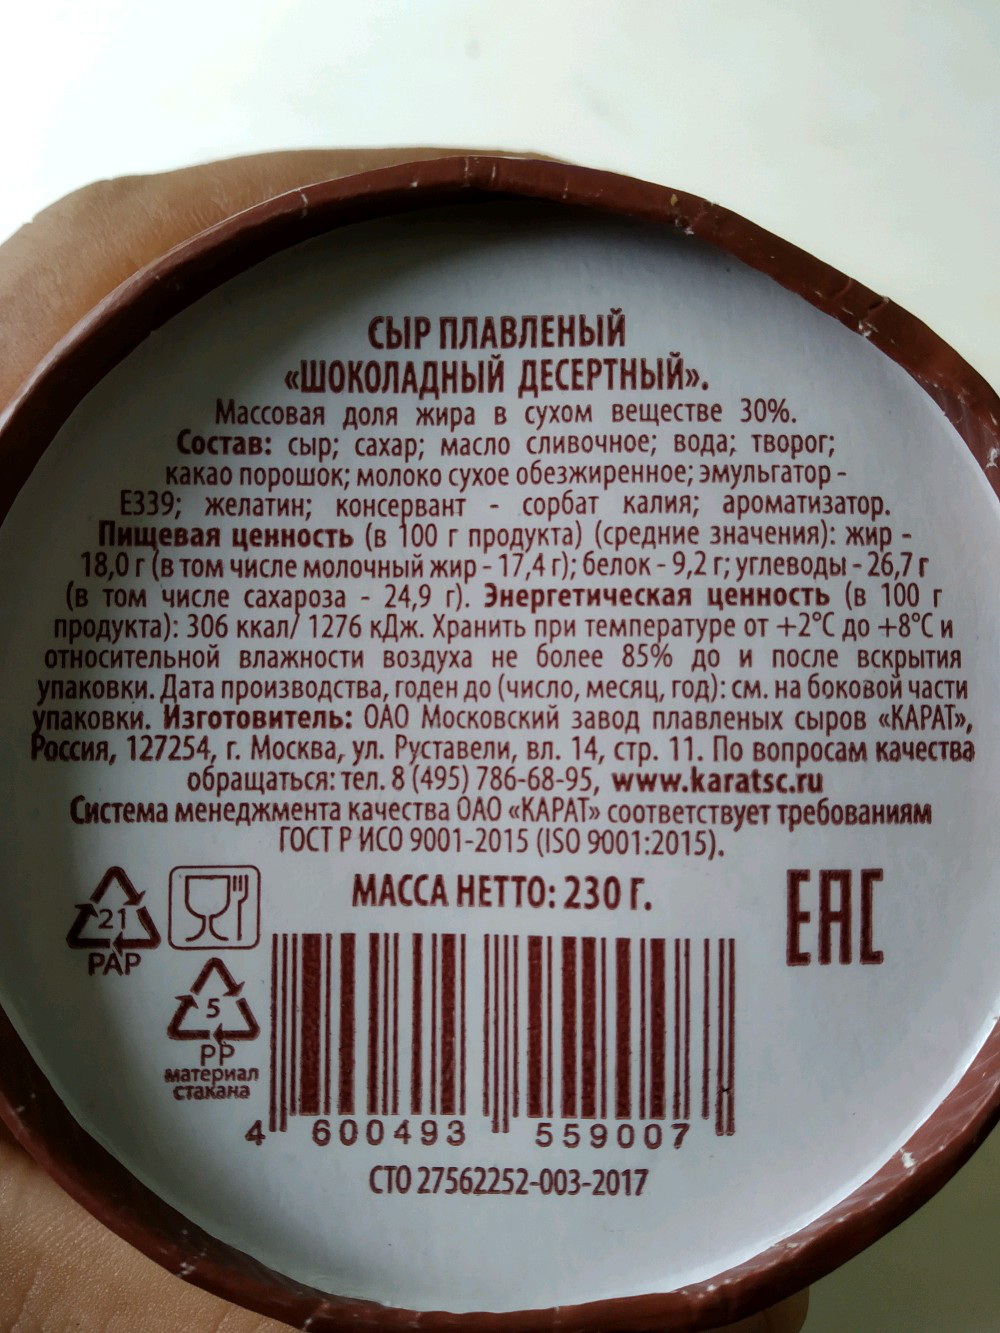 СЫР ПЛАВЛЕНЫЙ
«ШОКОЛАДНЫЙ ДЕСЕРТНЫЙ».
Массовая доля жира в сухом веществе 30%.
Состав: сыр; сахар; масло сливочное; вода; творог;
какао порошок; молоко сухое обезжиренное; эмульгатор -
Е339; желатин; консервант - сорбат калия; ароматизатор.
Пищевая ценность (в 100 г продукта) (средние значения): жир -
18,0 г (в том числе молочный жир - 17,4 г); белок - 9,2 г; углеводы - 26,7 г
(в том числе сахароза - 24,9 г). Энергетическая ценность (в 100 г
продукта): 306 ккал/ 1276 кДж. Хранить при температуре от +2°С до +8°С и
относительной влажности воздуха не более 85% до и после вскрытия
упаковки. Дата производства, годен до (число, месяц, год): см. на боковой части
упаковки. Изготовитель: ОАО Московский завод плавленых сыров «КАРАТ»,
Россия, 127254, г. Москва, ул. Руставели, вл. 14, стр. 11. По вопросам качества
обращаться: тел. 8 (495) 786-68-95, www.karatsc.ru
Система менеджмента качества ОАО «КАРАТ» соответствует требованиям
ГОСТ Р ИСО 9001-2015 (ISO 9001:2015).
МАССА НЕТТО: 230 Г.
EAC
21
PAP
5
PP
материал
стакана
4 600493 559007
СТО 27562252-003-2017